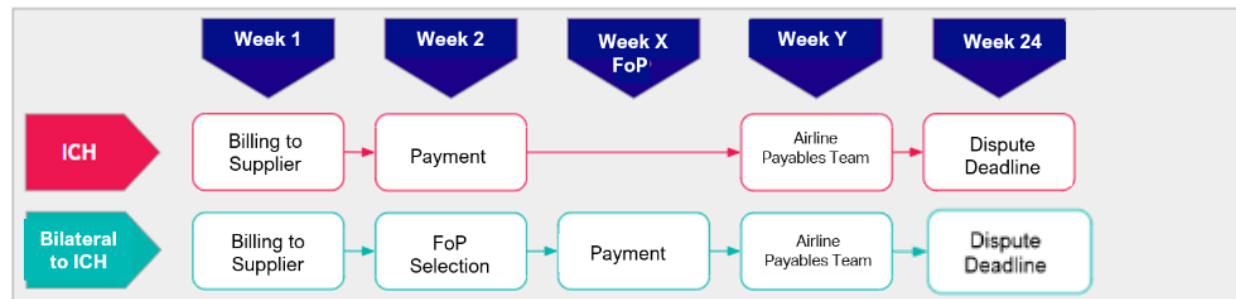 Week 1
Week 2
Week X
FoP
Week Y
Week 24
ICH
Billing to
Supplier
Payment
Airline
Payables Team
Dispute
Deadline
Bilateral
to ICH
Billing to
Supplier
FoP
Selection
Payment
Airline
Payables Team
Dispute
Deadline